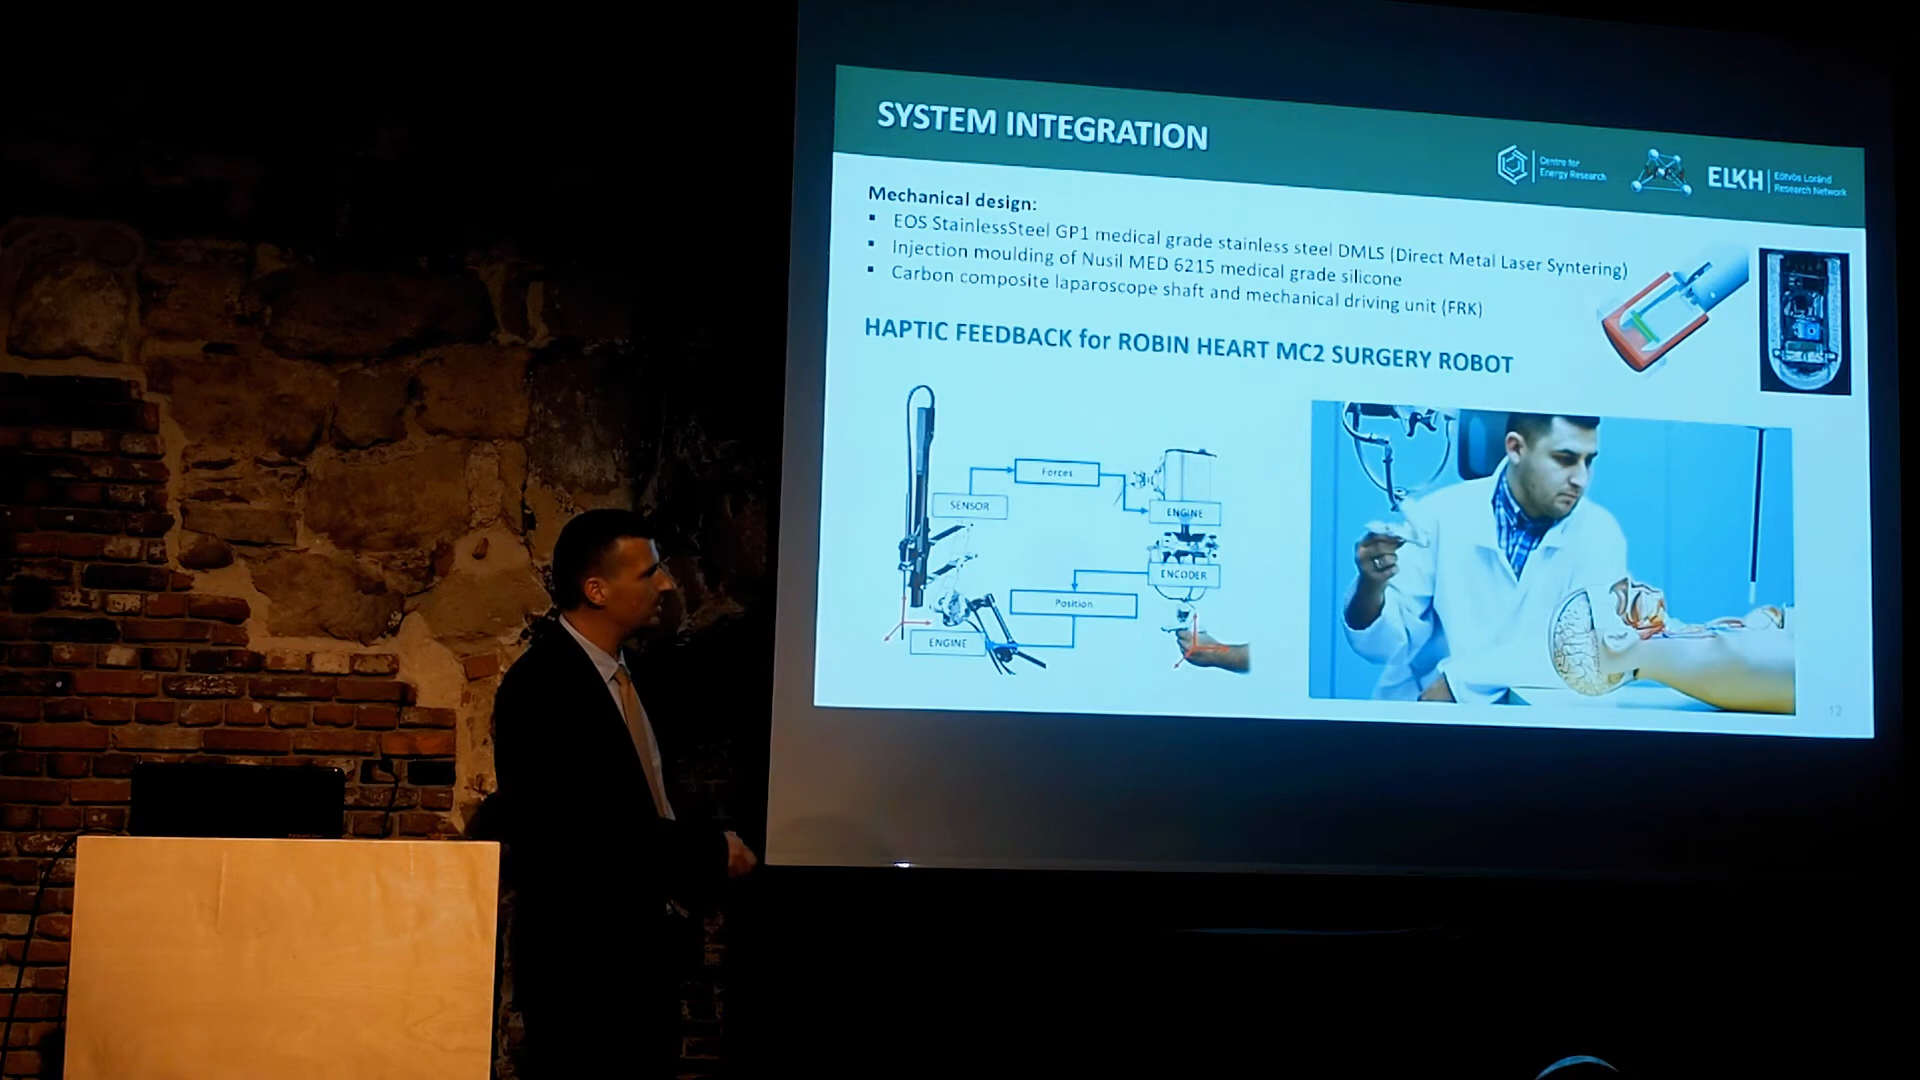 SYSTEM INTEGRATION
Centre for
Energy Research
ELKH
Eötvös Loránd
Research Network
Mechanical design:
▪ EOS StainlessSteel GP1 medical grade stainless steel DMLS (Direct Metal Laser Syntering)
▪ Injection moulding of Nusil MED 6215 medical grade silicone
▪ Carbon composite laparoscope shaft and mechanical driving unit (FRK)
HAPTIC FEEDBACK for ROBIN HEART MC2 SURGERY ROBOT
Forces
SENSOR
ENGINE
ENCODER
Position
ENGINE
12